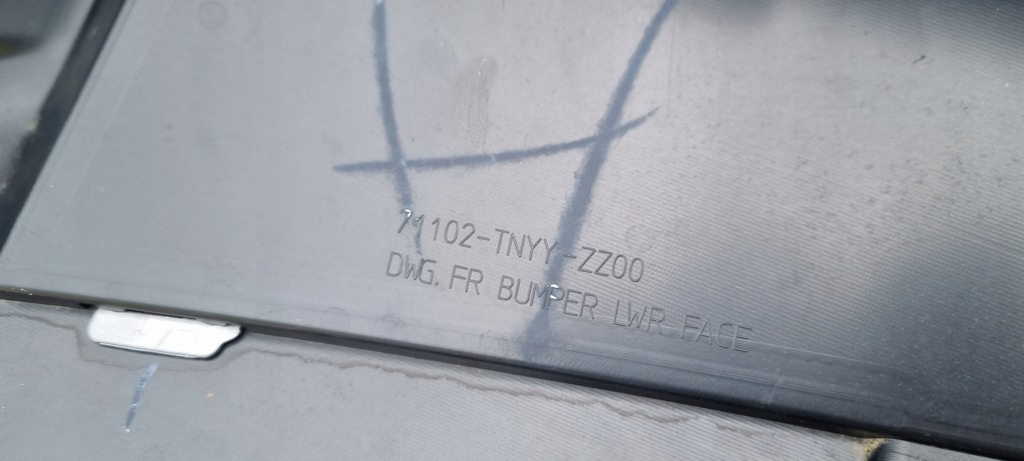 71102-TNYY-ZZ00
DWG. FR BUMPER LWR FACE